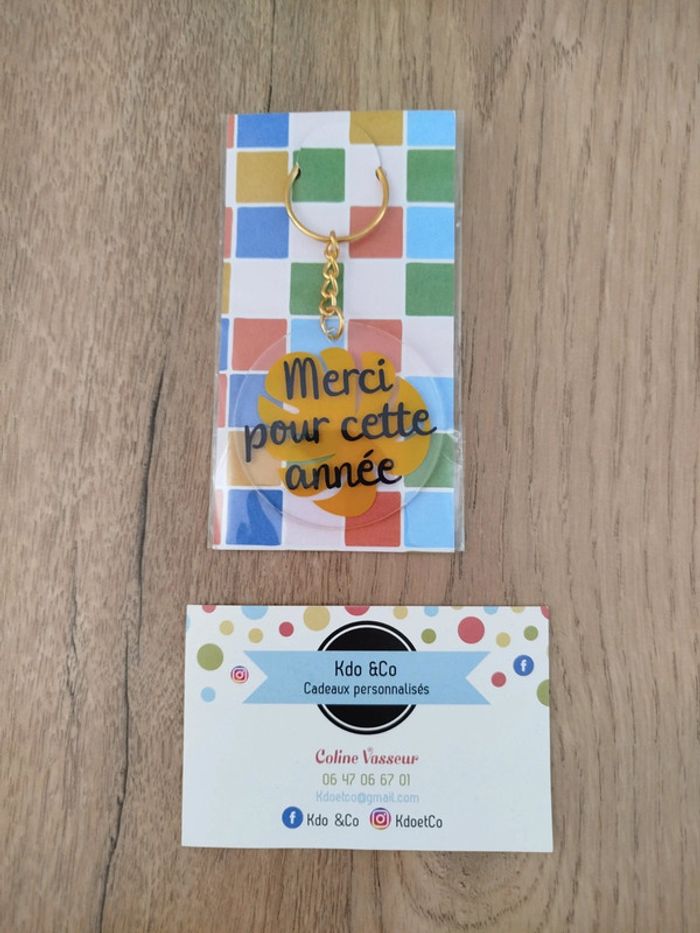 Merci
pour cette
année
Kdo &Co
Cadeaux personnalisés
Coline Vasseur
06 47 06 67 01
Kdoetco@gmail.com
Kdo &Co KdoetCo